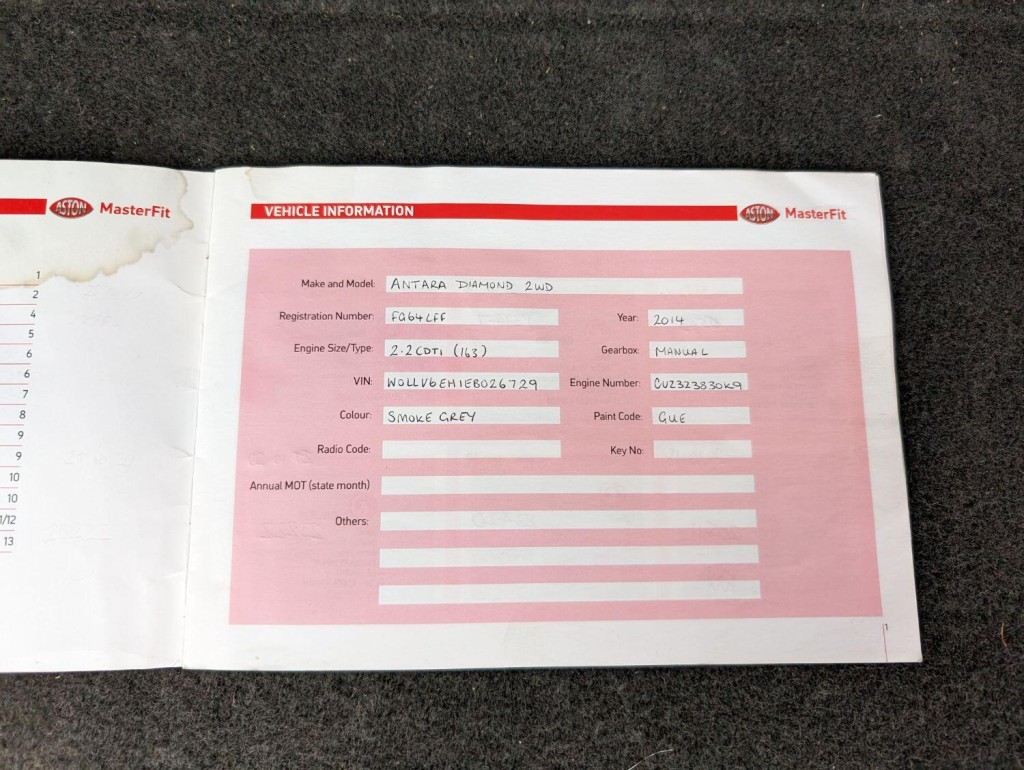 ASTON MasterFit
1
2
4
5
6
6
7
8
9
9
10
10
1/12
13
VEHICLE INFORMATION ASTON MasterFit
Make and Model: ANTARA DIAMOND 2WD
Registration Number: FG64LFF Year: 2014
Engine Size/Type: 2.2CDTi (163) Gearbox: MANUAL
VIN: W0LLV6EH1EB026729 Engine Number: CUZ323830K9
Colour: SMOKE GREY Paint Code: GUE
Radio Code: Key No:
Annual MOT (state month)
Others:
1